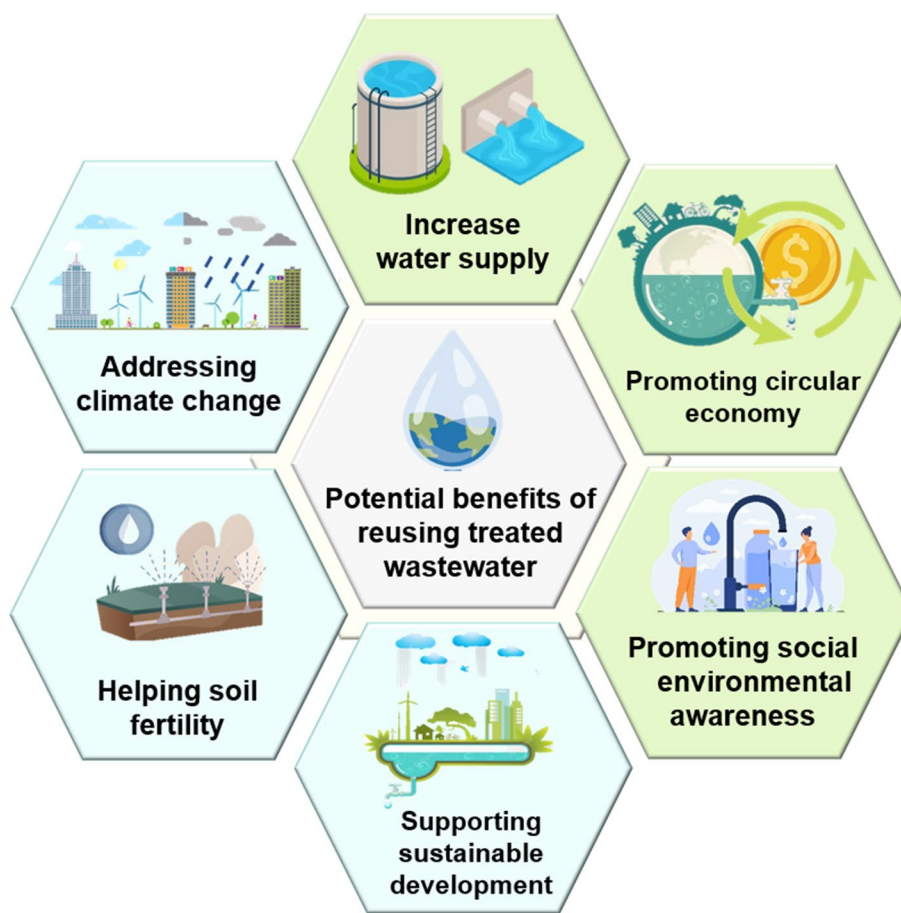 Increase
water supply
Addressing
climate change
Promoting circular
economy
Potential benefits of
reusing treated
wastewater
Helping soil
fertility
Promoting social
environmental
awareness
Supporting
sustainable
development
$